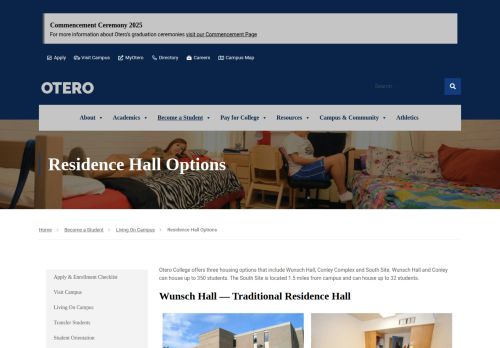 Commencement Ceremony 2025
For more information about Otero's graduation ceremonies visit our Commencement Page
Apply Visit Campus MyOtero Directory Careers Campus Map
OTERO
Search
About Academics Become a Student Pay for College Resources Campus & Community Athletics
Residence Hall Options
Home Become a Student Living On Campus Residence Hall Options
Apply & Enrollment Checklist
Visit Campus
Living On Campus
Transfer Students
Student Orientation
Otero College offers three housing options that include Wunsch Hall, Conley Complex and South Site. Wunsch Hall and Conley
can house up to 350 students. The South Site is located 1.5 miles from campus and can house up to 32 students.
Wunsch Hall — Traditional Residence Hall